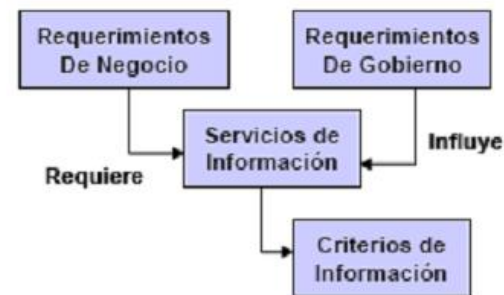 Requerimientos
De Negocio
Requerimientos
De Gobierno
Requiere
Servicios de
Información
Influye
Criterios de
Información